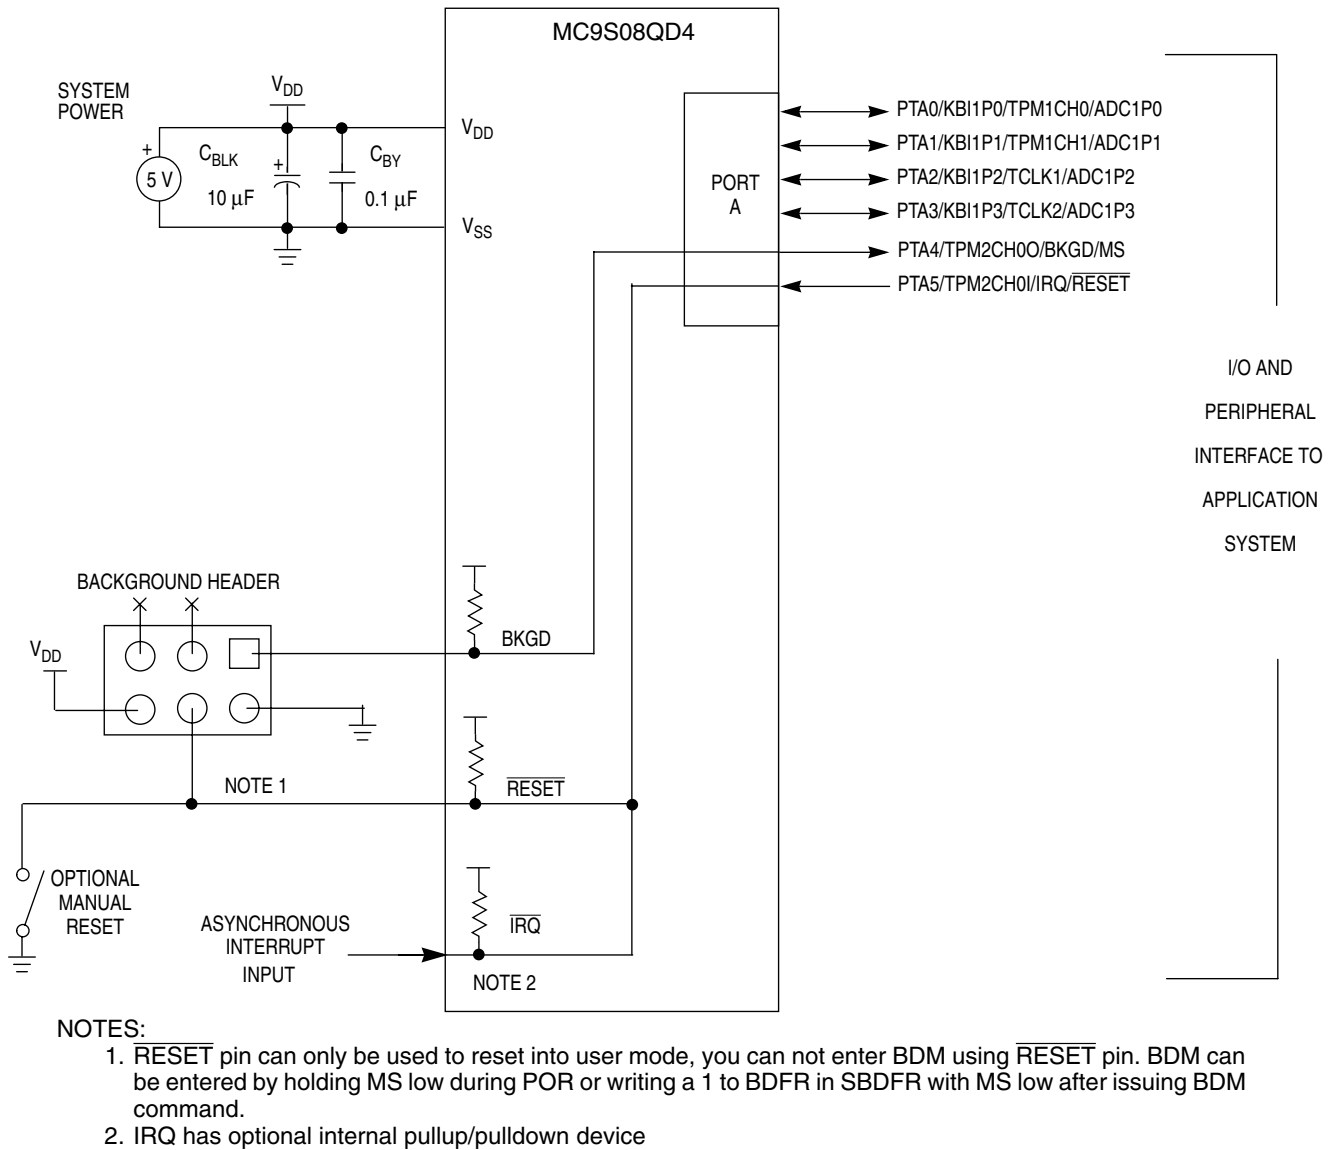 MC9S08QD4
SYSTEM
POWER
VDD
VDD
+
5 V
CBLK
+
10 µF
CBY
0.1 µF
VSS
PORT
A
PTA0/KBI1P0/TPM1CH0/ADC1P0
PTA1/KBI1P1/TPM1CH1/ADC1P1
PTA2/KBI1P2/TCLK1/ADC1P2
PTA3/KBI1P3/TCLK2/ADC1P3
PTA4/TPM2CH0O/BKGD/MS
PTA5/TPM2CH0I/IRQ/RESET
I/O AND
PERIPHERAL
INTERFACE TO
APPLICATION
SYSTEM
BACKGROUND HEADER
VDD
BKGD
NOTE 1
RESET
OPTIONAL
MANUAL
RESET
ASYNCHRONOUS
INTERRUPT
INPUT
IRQ
NOTE 2
NOTES:
1. RESET pin can only be used to reset into user mode, you can not enter BDM using RESET pin. BDM can
be entered by holding MS low during POR or writing a 1 to BDFR in SBDFR with MS low after issuing BDM
command.
2. IRQ has optional internal pullup/pulldown device